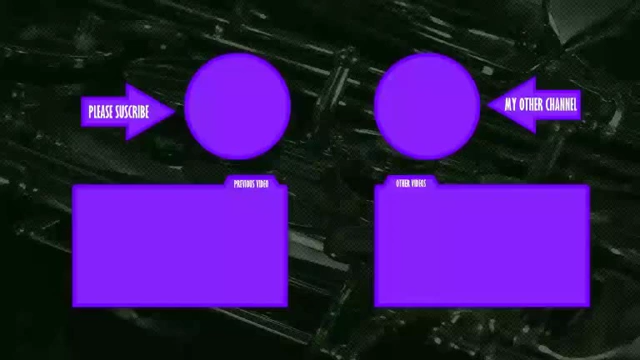 PLEASE SUSCRIBE
MY OTHER CHANNEL
PREVIOUS VIDEO
OTHER VIDEOS